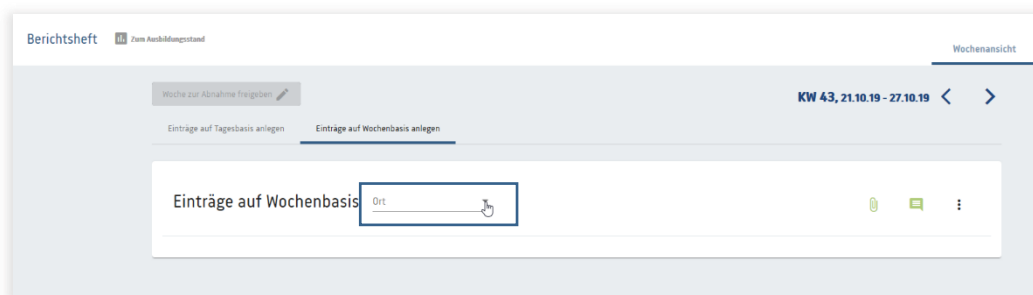 Berichtsheft Zum Ausbildungsstand
Wochenansicht
Woche zur Abnahme freigeben
KW 43, 21.10.19 - 27.10.19
Einträge auf Tagesbasis anlegen Einträge auf Wochenbasis anlegen
Einträge auf Wochenbasis Ort